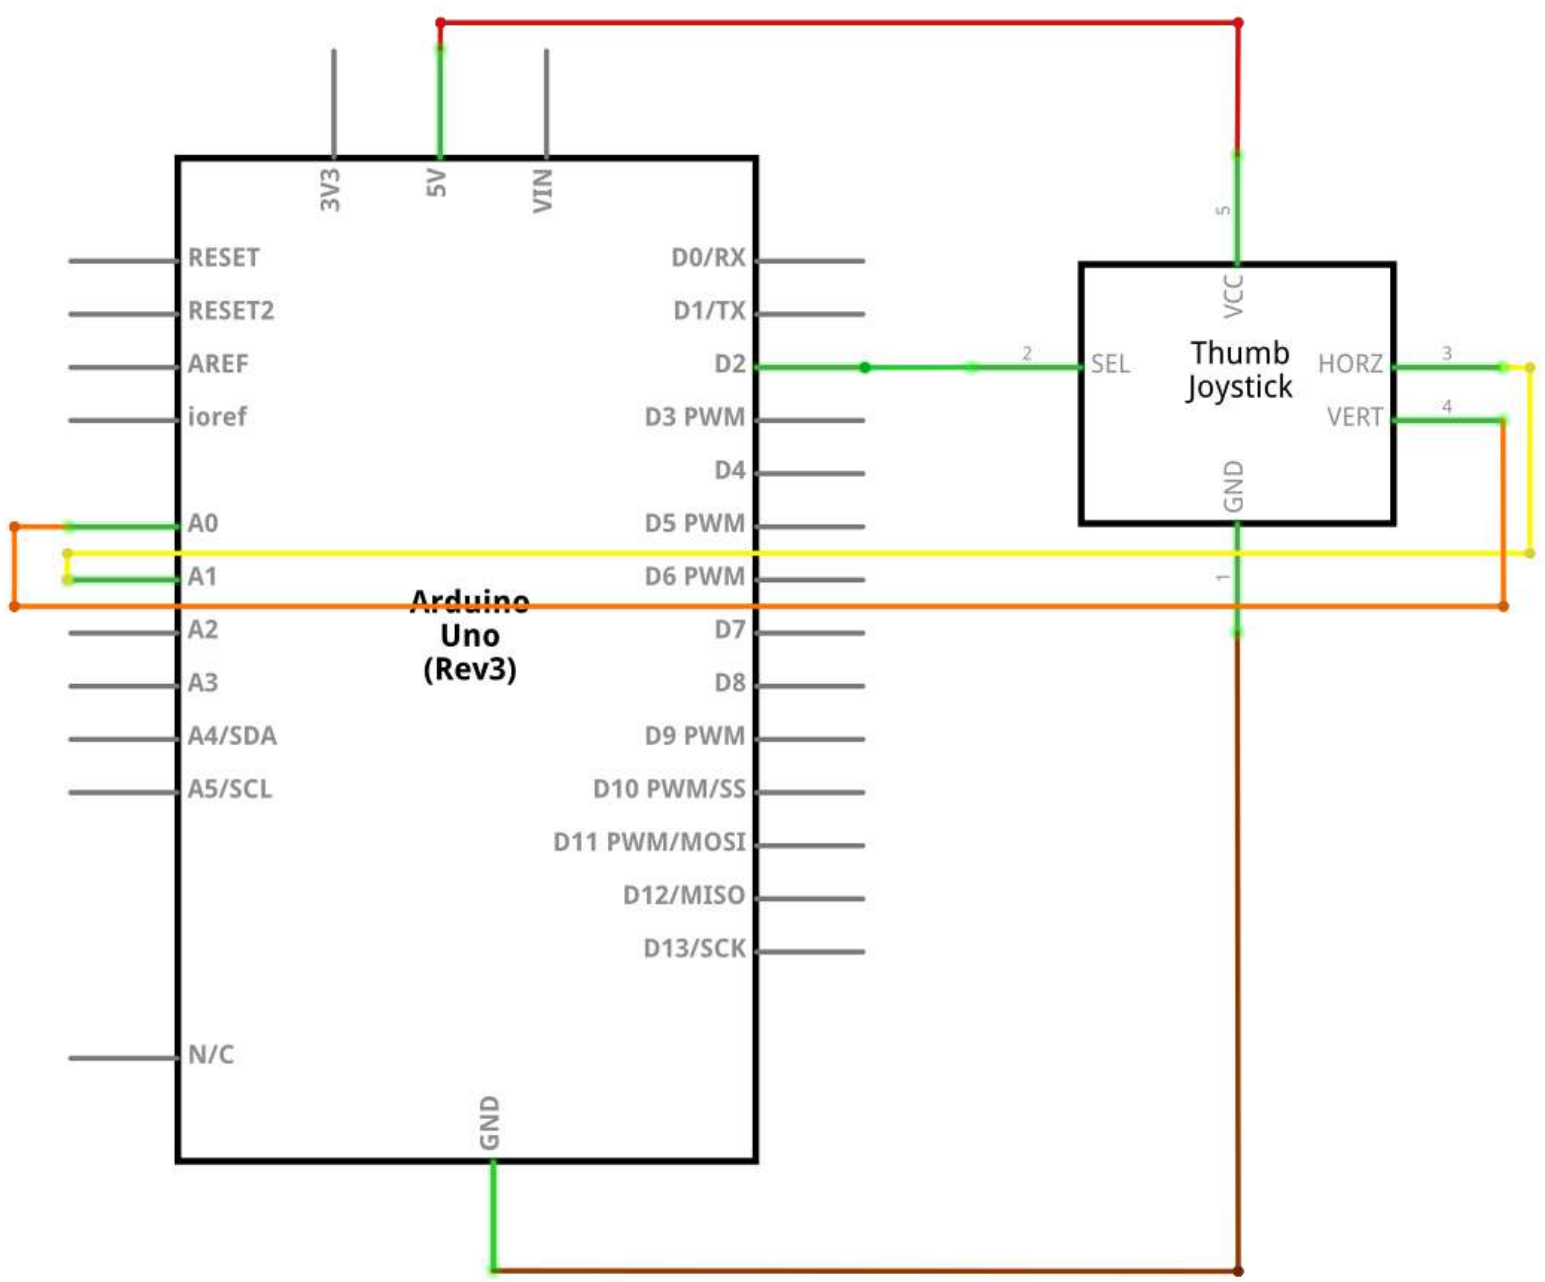 3V3
5V
VIN
RESET
RESET2
AREF
ioref
A0
A1
A2
A3
A4/SDA
A5/SCL
N/C
Arduino
Uno
(Rev3)
D0/RX
D1/TX
D2
D3 PWM
D4
D5 PWM
D6 PWM
D7
D8
D9 PWM
D10 PWM/SS
D11 PWM/MOSI
D12/MISO
D13/SCK
GND
5
VCC
2
SEL
Thumb
Joystick
HORZ
3
VERT
4
GND
1